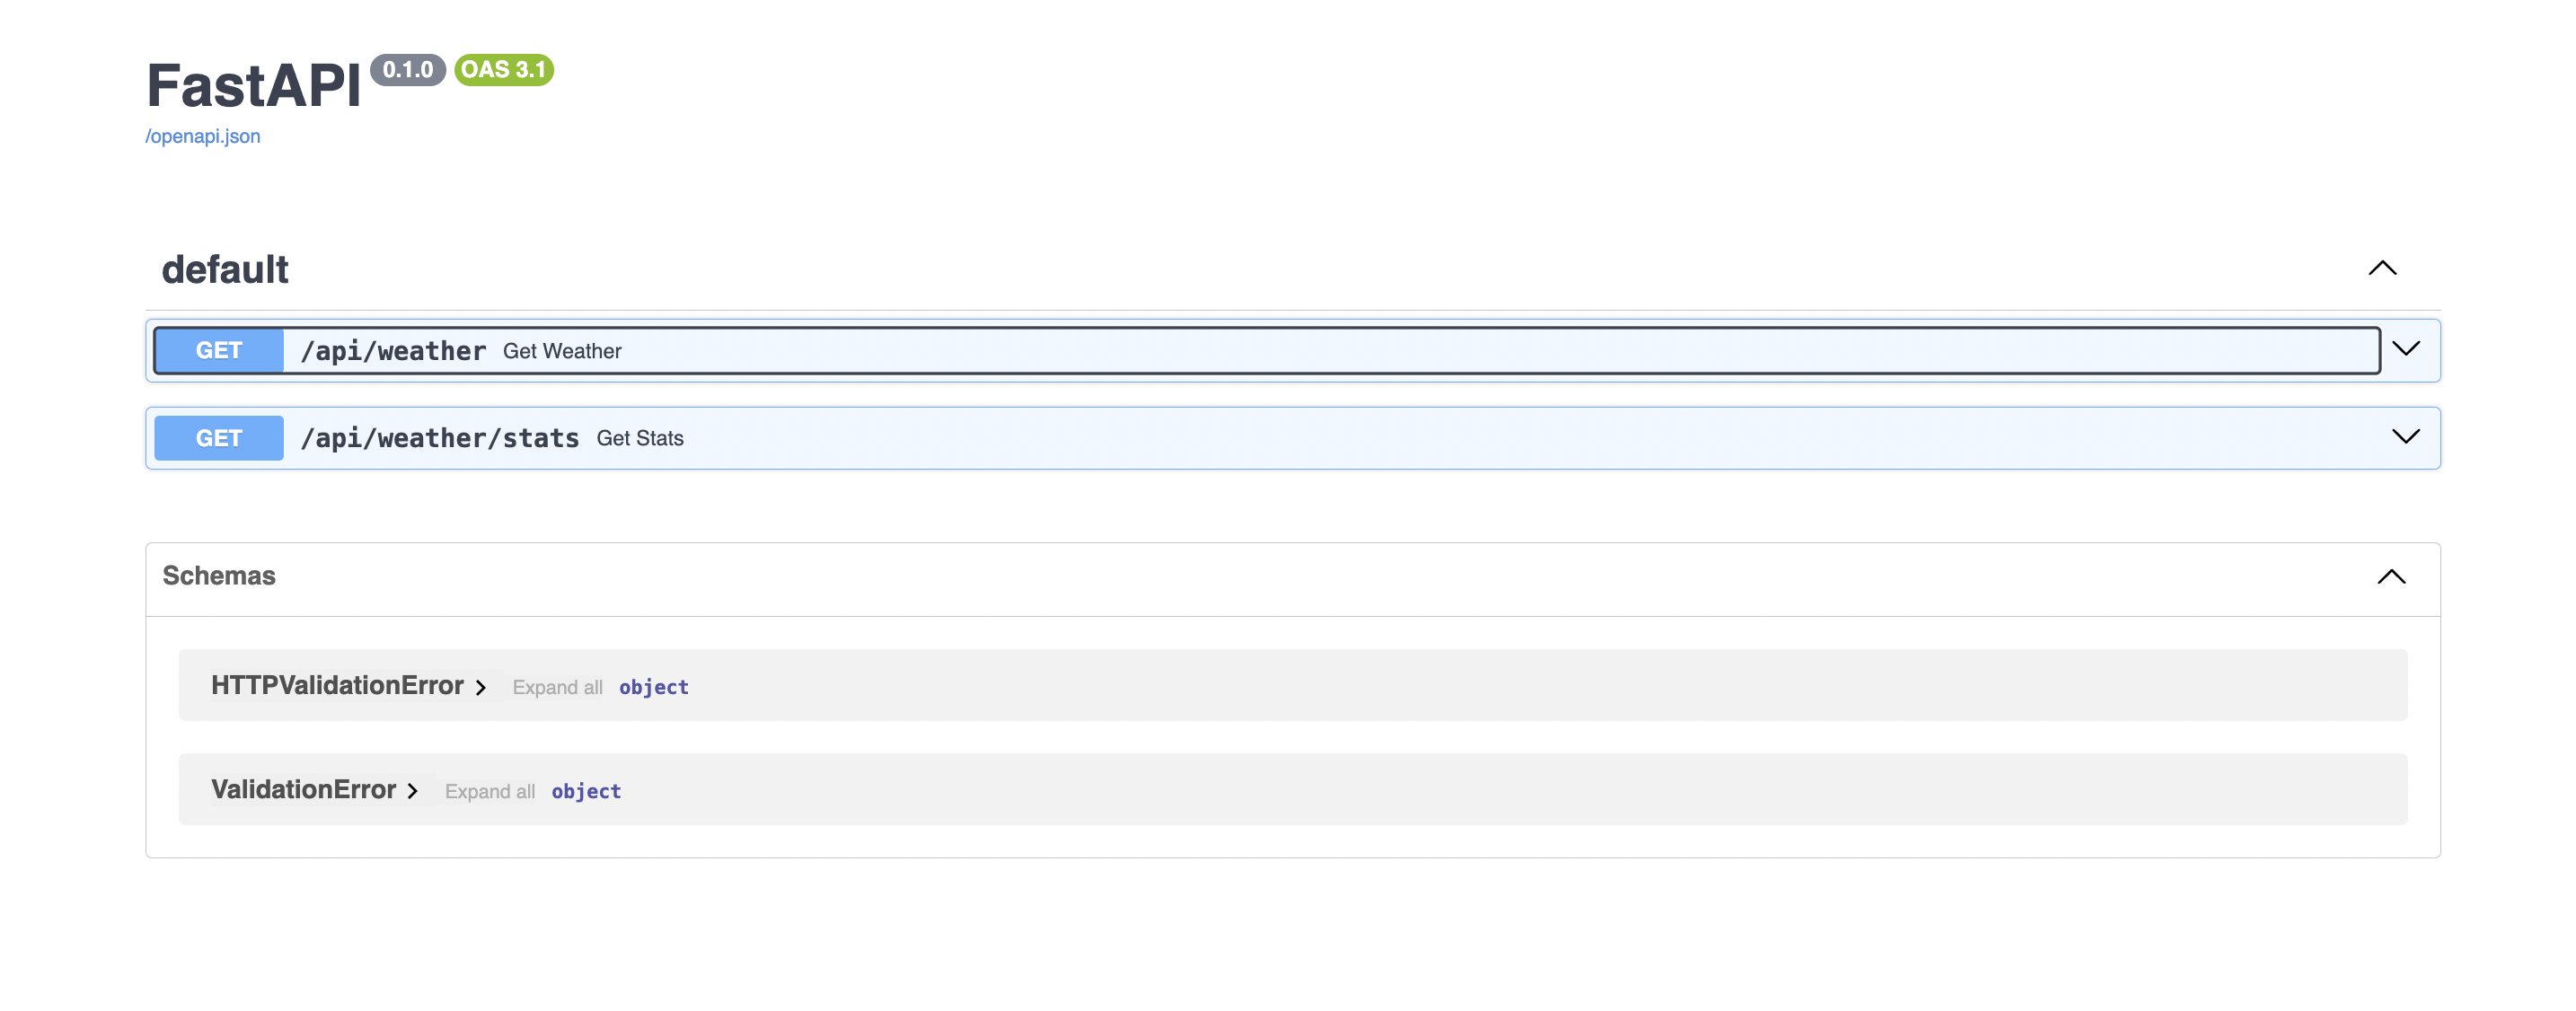 FastAPI 0.1.0 OAS 3.1
/openapi.json
default
GET /api/weather Get Weather
GET /api/weather/stats Get Stats
Schemas
HTTPValidationError Expand all object
ValidationError Expand all object